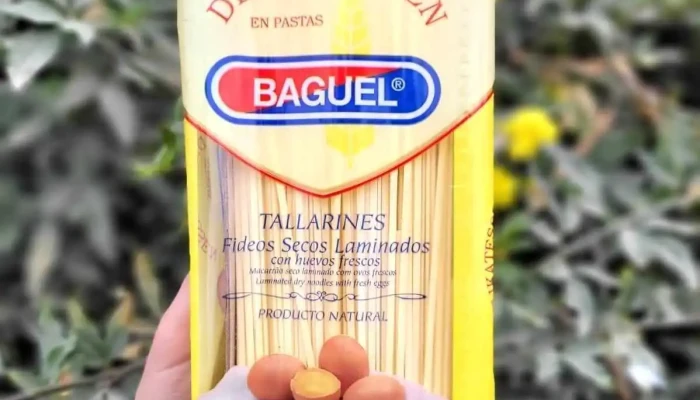 EN PASTAS
BAGUEL®
TALLARINES
Fideos Secos Laminados
con huevos frescos
Macarrão seco laminado com ovos frescos
Laminated dry noodles with fresh eggs
PRODUCTO NATURAL